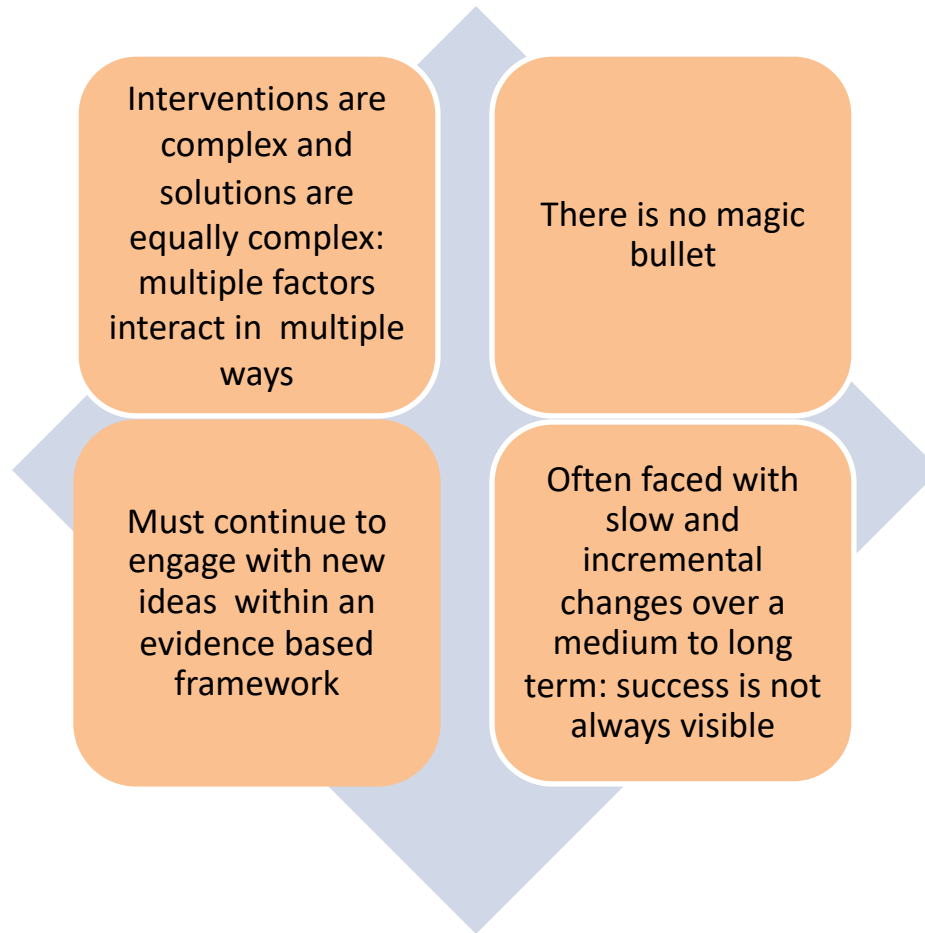 Interventions are
complex and
solutions are
equally complex:
multiple factors
interact in  multiple
ways
There is no magic
bullet
Must continue to
engage with new
ideas  within an
evidence based
framework
Often faced with
slow and
incremental
changes over a
medium to long
term: success is not
always visible